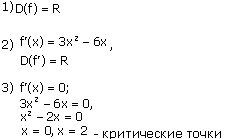 1) D(f) = R
2) f′(x) = 3x² − 6x ,
D(f′) = R
3) f′(x) = 0;
3x² − 6x = 0,
x² − 2x = 0
x = 0, x = 2 - критические точки